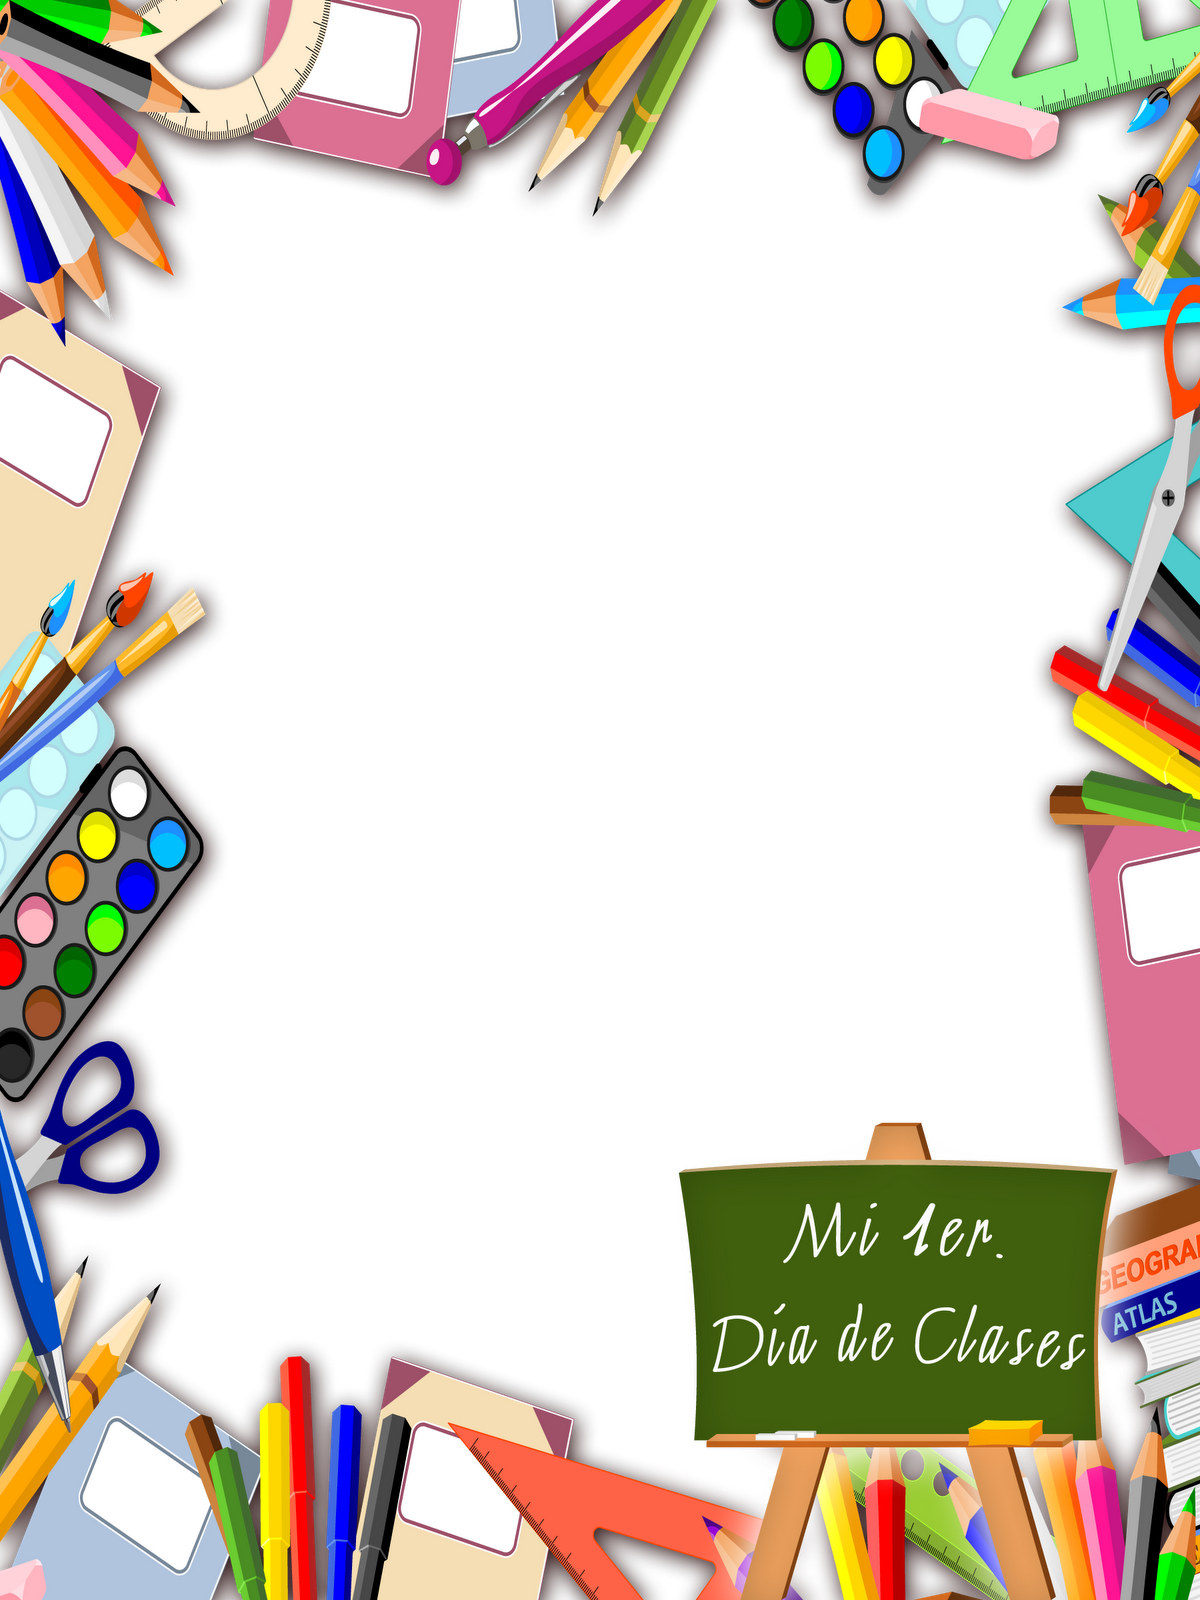 Mi 1er.
Día de Clases
GEOGRA
ATLAS